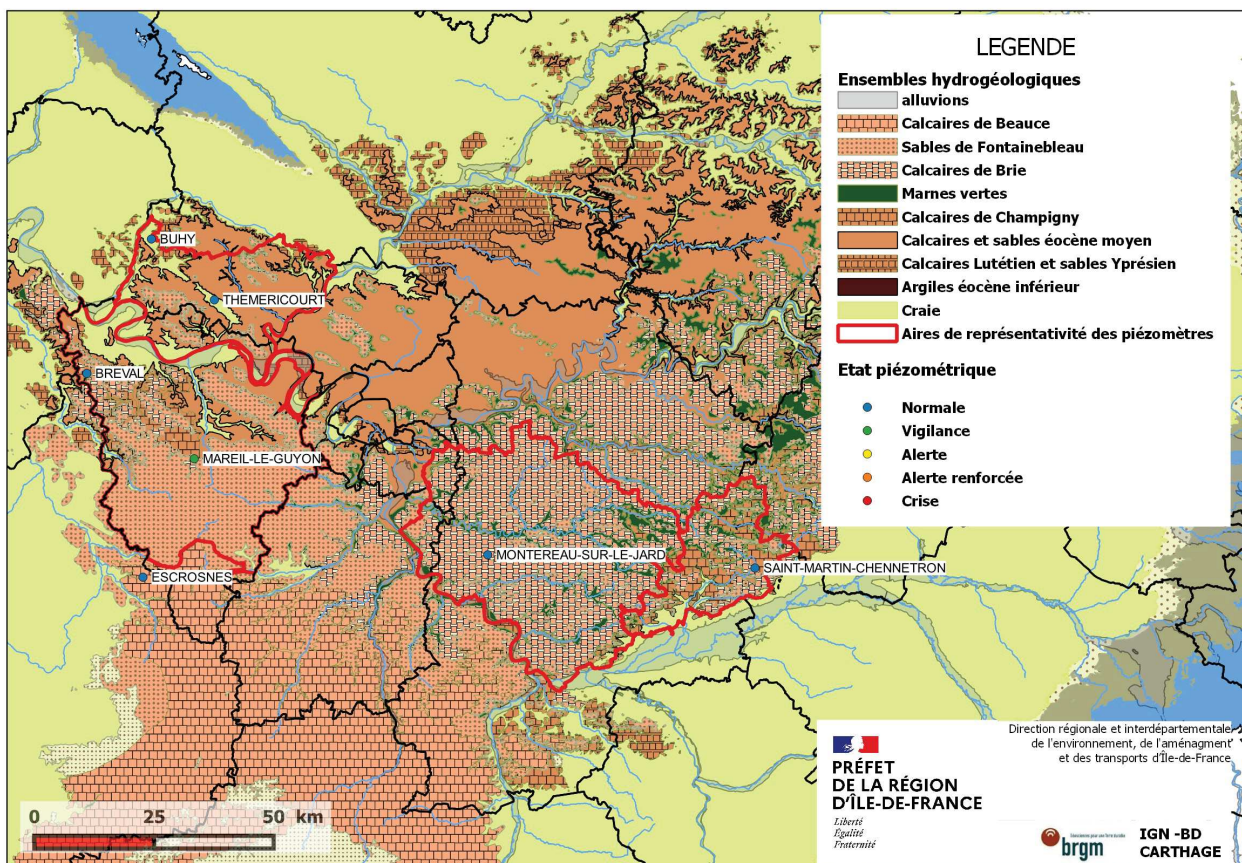 LEGENDE
Ensembles hydrogéologiques
alluvions
Calcaires de Beauce
Sables de Fontainebleau
Calcaires de Brie
Marnes vertes
Calcaires de Champigny
Calcaires et sables éocène moyen
Calcaires Lutétien et sables Yprésien
Argiles éocène inférieur
Craie
Aires de représentativité des piézomètres
Etat piézométrique
Normale
Vigilance
Alerte
Alerte renforcée
Crise
BUHY
THEMERICOURT
BREVAL
MAREIL-LE-GUYON
MONTEREAU-SUR-LE-JARD
SAINT-MARTIN-CHENNETRON
ESCROSNES
0 25 50 km
Direction régionale et interdépartementale
de l'environnement, de l'aménagment
et des transports d'Île-de-France
PRÉFET
DE LA RÉGION
D'ÎLE-DE-FRANCE
Liberté
Égalité
Fraternité
brgm
IGN -BD
CARTHAGE